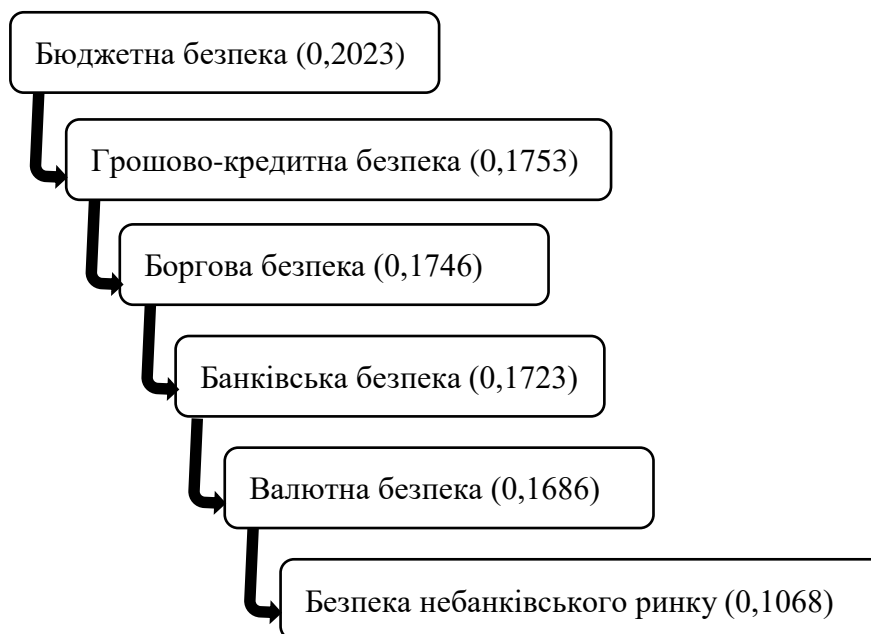 Бюджетна безпека (0,2023)
Грошово-кредитна безпека (0,1753)
Боргова безпека (0,1746)
Банківська безпека (0,1723)
Валютна безпека (0,1686)
Безпека небанківського ринку (0,1068)